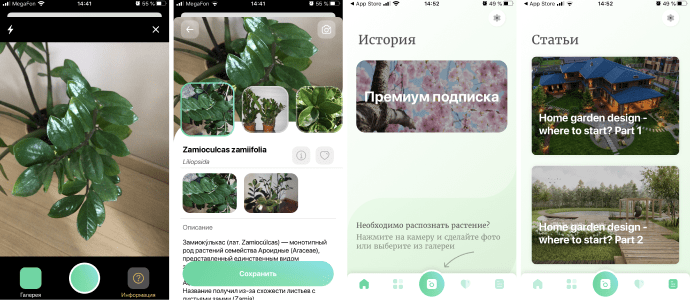 MegaFon
14:41
55 %
Галерея
Информация
MegaFon
14:41
55 %
Zamioculcas zamiifolia
Liliopsida
Описание
Замиокулькас (лат. Zamioculcas) — монотипный
род растений семейства Ароидные (Araceae),
представленный единственным видом
Сохранить
Название получил из-за схожести листьев с
листьями замии (Zamia)
App Store
14:52
49 %
История
Премиум подписка
Необходимо распознать растение?
Нажмите на камеру и сделайте фото
или выберите из галереи
App Store
14:52
49 %
Статьи
Home garden design -
where to start? Part 1
Home garden design -
where to start? Part 2